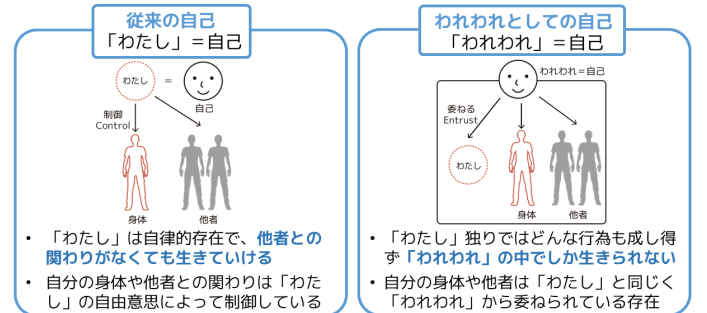 従来の自己
「わたし」＝自己
わたし
＝
自己
制御
Control
身体
他者
• 「わたし」は自律的存在で、他者との
関わりがなくても生きていける
• 自分の身体や他者との関わりは「わた
し」の自由意思によって制御している
われわれとしての自己
「われわれ」＝自己
われわれ＝自己
委ねる
Entrust
わたし
身体
他者
• 「わたし」独りではどんな行為も成し得
ず「われわれ」の中でしか生きられない
• 自分の身体や他者は「わたし」と同じく
「われわれ」から委ねられている存在